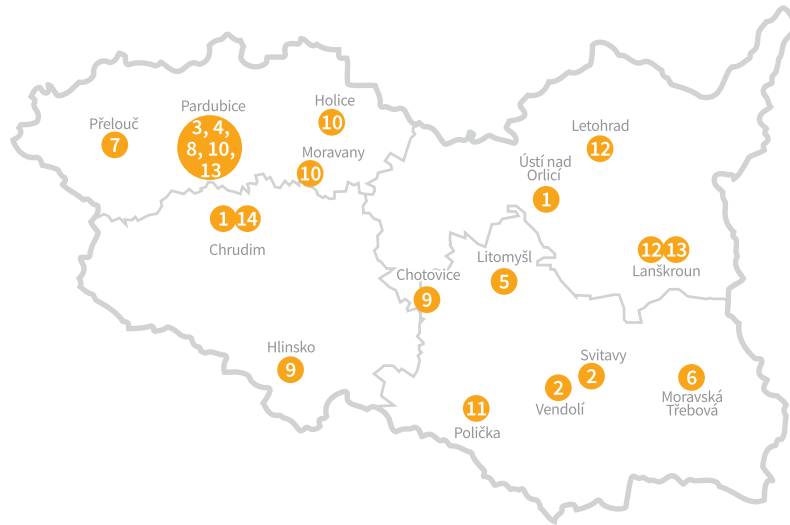 Pardubice
3, 4,
8, 10,
13
Přelouč
7
Holice
10
Moravany
10
Letohrad
12
Ústí nad
Orlicí
1
1 14
Chrudim
Litomyšl
5
12 13
Lanškroun
Chotovice
9
Hlinsko
9
Svitavy
2
2
Vendolí
6
Moravská
Třebová
11
Polička